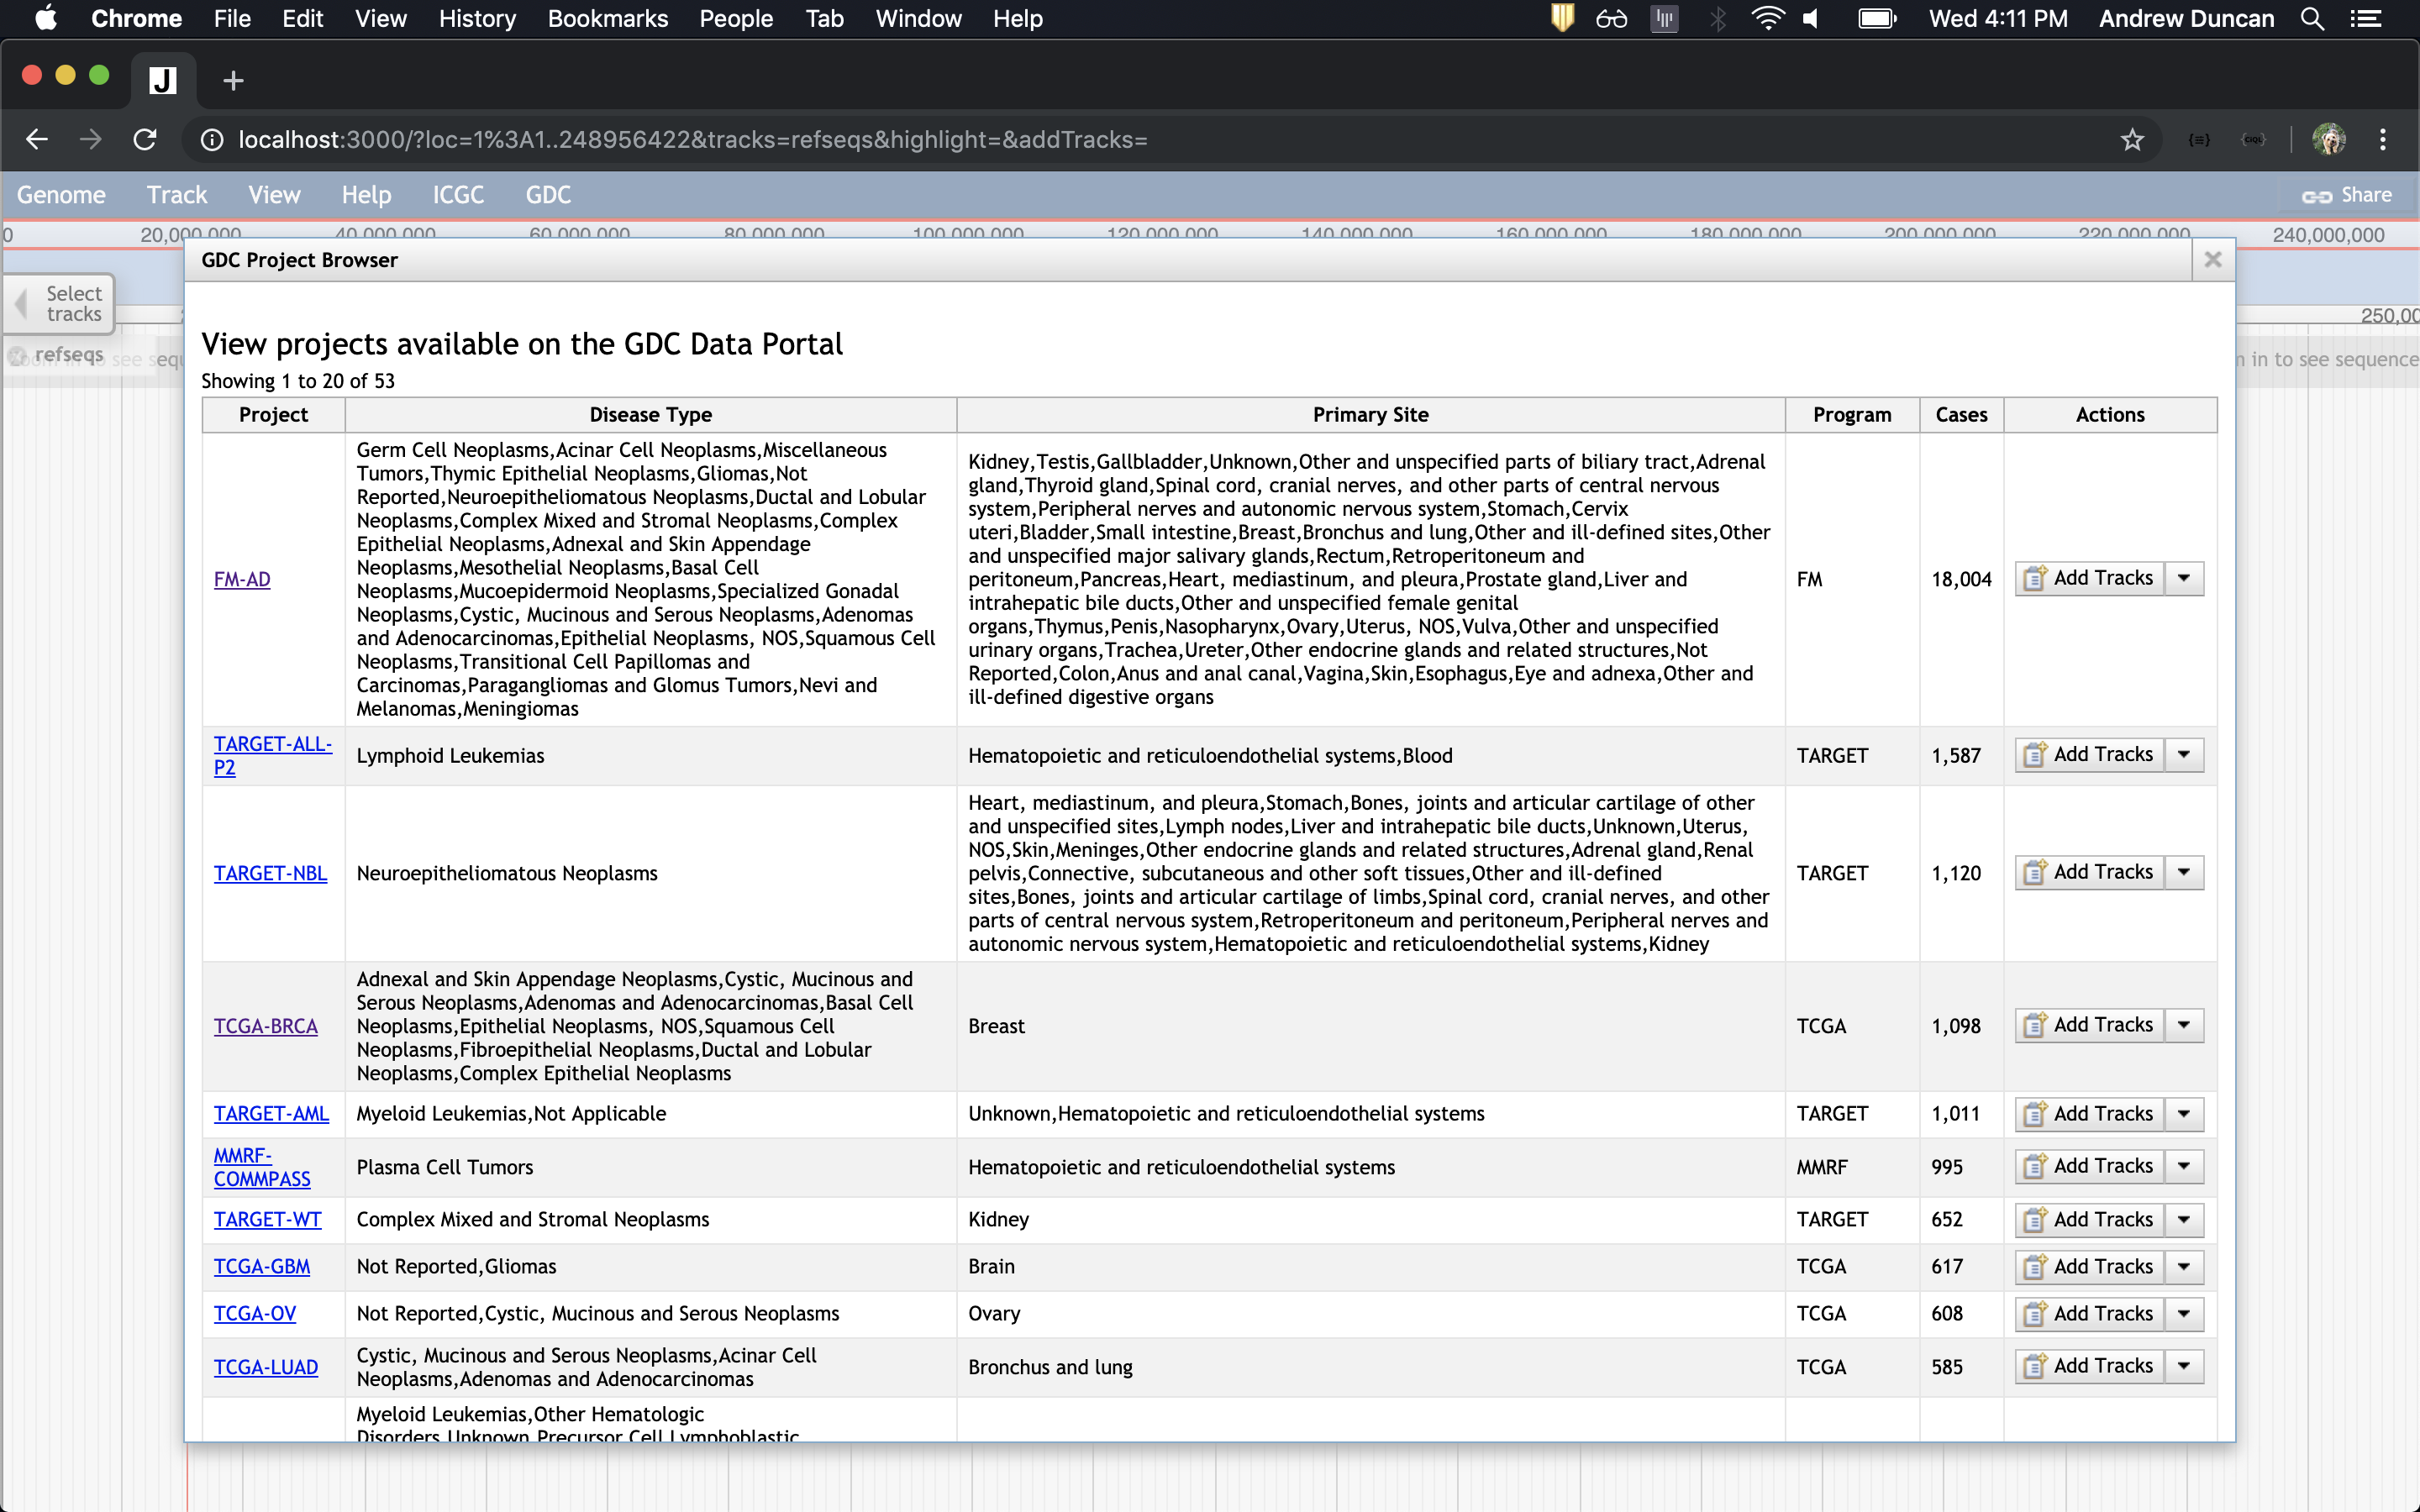 Chrome File Edit View History Bookmarks People Tab Window Help Wed 4:11 PM Andrew Duncan
J
localhost:3000/?loc=1%3A1..248956422&tracks=refseqs&highlight=&addTracks=
Genome Track View Help ICGC GDC Share
0 20,000,000 40,000,000 60,000,000 80,000,000 100,000,000 120,000,000 140,000,000 160,000,000 180,000,000 200,000,000 220,000,000 240,000,000
GDC Project Browser
Select
tracks
250,00
refseqs
see sequ
in to see sequence
View projects available on the GDC Data Portal
Showing 1 to 20 of 53
Project Disease Type Primary Site Program Cases Actions
FM-AD
Germ Cell Neoplasms,Acinar Cell Neoplasms,Miscellaneous
Tumors,Thymic Epithelial Neoplasms,Gliomas,Not
Reported,Neuroepitheliomatous Neoplasms,Ductal and Lobular
Neoplasms,Complex Mixed and Stromal Neoplasms,Complex
Epithelial Neoplasms,Adnexal and Skin Appendage
Neoplasms,Mesothelial Neoplasms,Basal Cell
Neoplasms,Mucoepidermoid Neoplasms,Specialized Gonadal
Neoplasms,Cystic, Mucinous and Serous Neoplasms,Adenomas
and Adenocarcinomas,Epithelial Neoplasms, NOS,Squamous Cell
Neoplasms,Transitional Cell Papillomas and
Carcinomas,Paragangliomas and Glomus Tumors,Nevi and
Melanomas,Meningiomas
Kidney,Testis,Gallbladder,Unknown,Other and unspecified parts of biliary tract,Adrenal
gland,Thyroid gland,Spinal cord, cranial nerves, and other parts of central nervous
system,Peripheral nerves and autonomic nervous system,Stomach,Cervix
uteri,Bladder,Small intestine,Breast,Bronchus and lung,Other and ill-defined sites,Other
and unspecified major salivary glands,Rectum,Retroperitoneum and
peritoneum,Pancreas,Heart, mediastinum, and pleura,Prostate gland,Liver and
intrahepatic bile ducts,Other and unspecified female genital
organs,Thymus,Penis,Nasopharynx,Ovary,Uterus, NOS,Vulva,Other and unspecified
urinary organs,Trachea,Ureter,Other endocrine glands and related structures,Not
Reported,Colon,Anus and anal canal,Vagina,Skin,Esophagus,Eye and adnexa,Other and
ill-defined digestive organs
FM 18,004 Add Tracks
TARGET-ALL-
P2
Lymphoid Leukemias
Hematopoietic and reticuloendothelial systems,Blood
TARGET 1,587 Add Tracks
TARGET-NBL
Neuroepitheliomatous Neoplasms
Heart, mediastinum, and pleura,Stomach,Bones, joints and articular cartilage of other
and unspecified sites,Lymph nodes,Liver and intrahepatic bile ducts,Unknown,Uterus,
NOS,Skin,Meninges,Other endocrine glands and related structures,Adrenal gland,Renal
pelvis,Connective, subcutaneous and other soft tissues,Other and ill-defined
sites,Bones, joints and articular cartilage of limbs,Spinal cord, cranial nerves, and other
parts of central nervous system,Retroperitoneum and peritoneum,Peripheral nerves and
autonomic nervous system,Hematopoietic and reticuloendothelial systems,Kidney
TARGET 1,120 Add Tracks
TCGA-BRCA
Adnexal and Skin Appendage Neoplasms,Cystic, Mucinous and
Serous Neoplasms,Adenomas and Adenocarcinomas,Basal Cell
Neoplasms,Epithelial Neoplasms, NOS,Squamous Cell
Neoplasms,Fibroepithelial Neoplasms,Ductal and Lobular
Neoplasms,Complex Epithelial Neoplasms
Breast
TCGA 1,098 Add Tracks
TARGET-AML Myeloid Leukemias,Not Applicable Unknown,Hematopoietic and reticuloendothelial systems TARGET 1,011 Add Tracks
MMRF-
COMMPASS
Plasma Cell Tumors Hematopoietic and reticuloendothelial systems MMRF 995 Add Tracks
TARGET-WT Complex Mixed and Stromal Neoplasms Kidney TARGET 652 Add Tracks
TCGA-GBM Not Reported,Gliomas Brain TCGA 617 Add Tracks
TCGA-OV Not Reported,Cystic, Mucinous and Serous Neoplasms Ovary TCGA 608 Add Tracks
TCGA-LUAD
Cystic, Mucinous and Serous Neoplasms,Acinar Cell
Neoplasms,Adenomas and Adenocarcinomas
Bronchus and lung TCGA 585 Add Tracks
Myeloid Leukemias,Other Hematologic
Disorders,Unknown,Precursor Cell Lymphoblastic